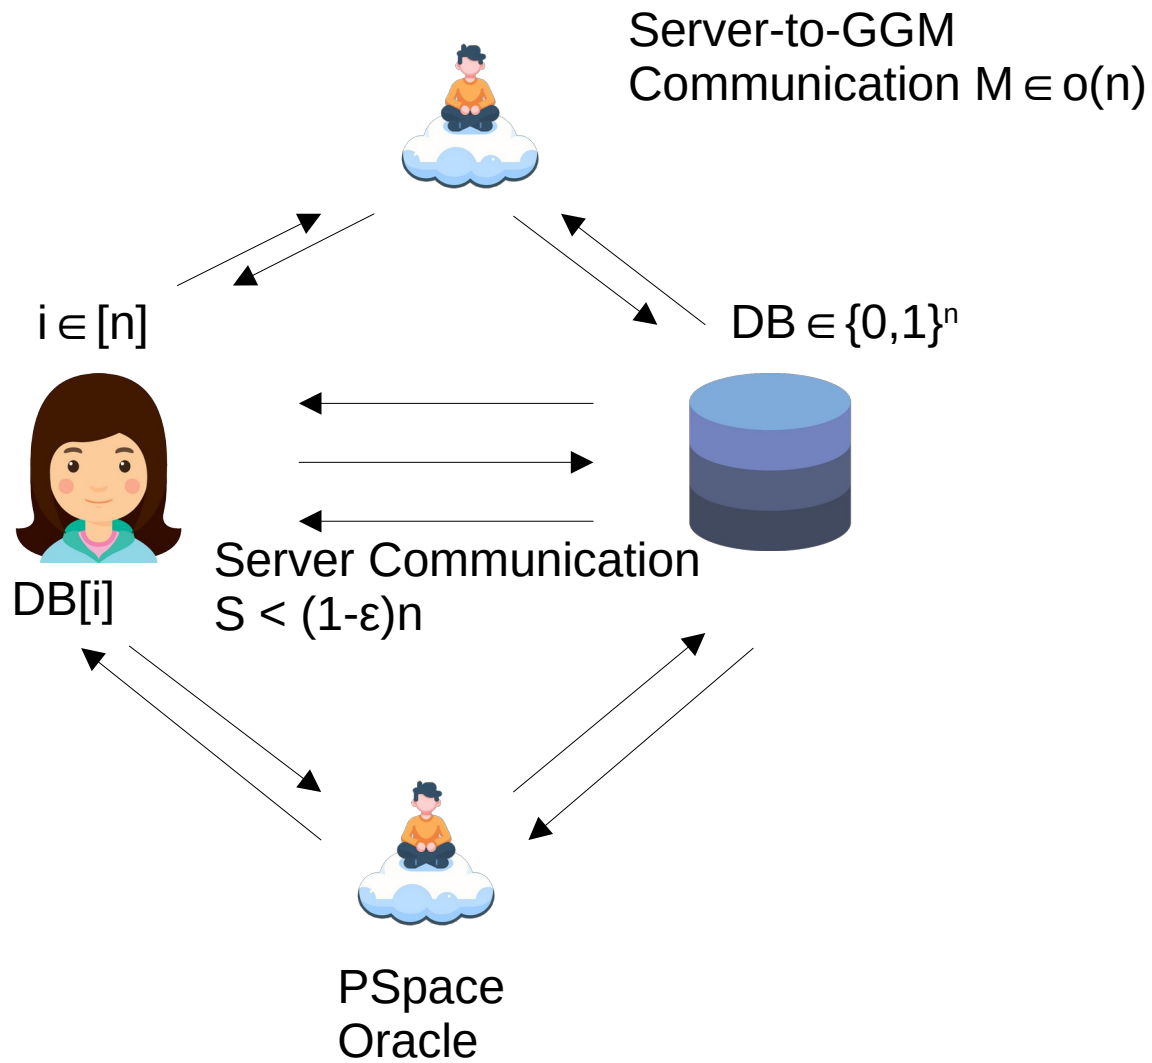 Server-to-GGM
Communication M ∈ o(n)
i ∈ [n]
DB ∈ {0,1}ⁿ
Server Communication
S < (1-ε)n
DB[i]
PSpace
Oracle